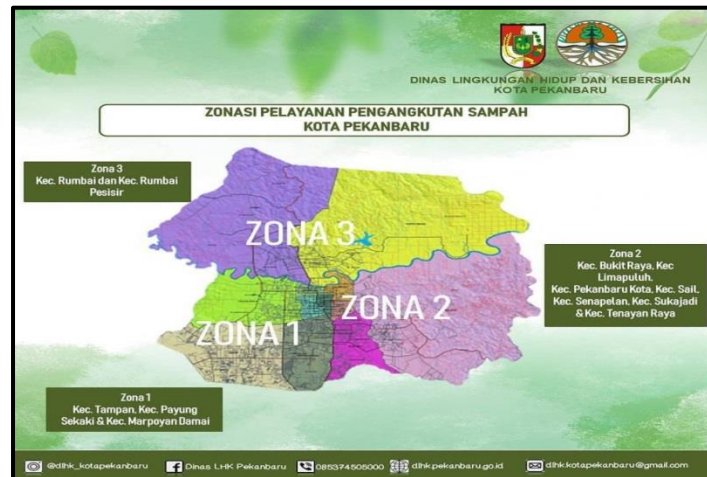 DINAS LINGKUNGAN HIDUP DAN KEBERSIHAN
KOTA PEKANBARU
ZONASI PELAYANAN PENGANGKUTAN SAMPAH
KOTA PEKANBARU
Zona 3
Kec. Rumbai dan Kec. Rumbai
Pesisir
ZONA 3
Zona 2
Kec. Bukit Raya, Kec
Limapuluh,
Kec. Pekanbaru Kota, Kec. Sail,
Kec. Senapelan, Kec. Sukajadi
& Kec. Tenayan Raya
ZONA 2
ZONA 1
Zona 1
Kec. Tampan, Kec. Payung
Sekaki & Kec. Marpoyan Damai
@dlhk_kotapekanbaru
Dinas LHK Pekanbaru
085374505000
dlhk.pekanbaru.go.id
dlhk.kotapekanbaru@gmail.com